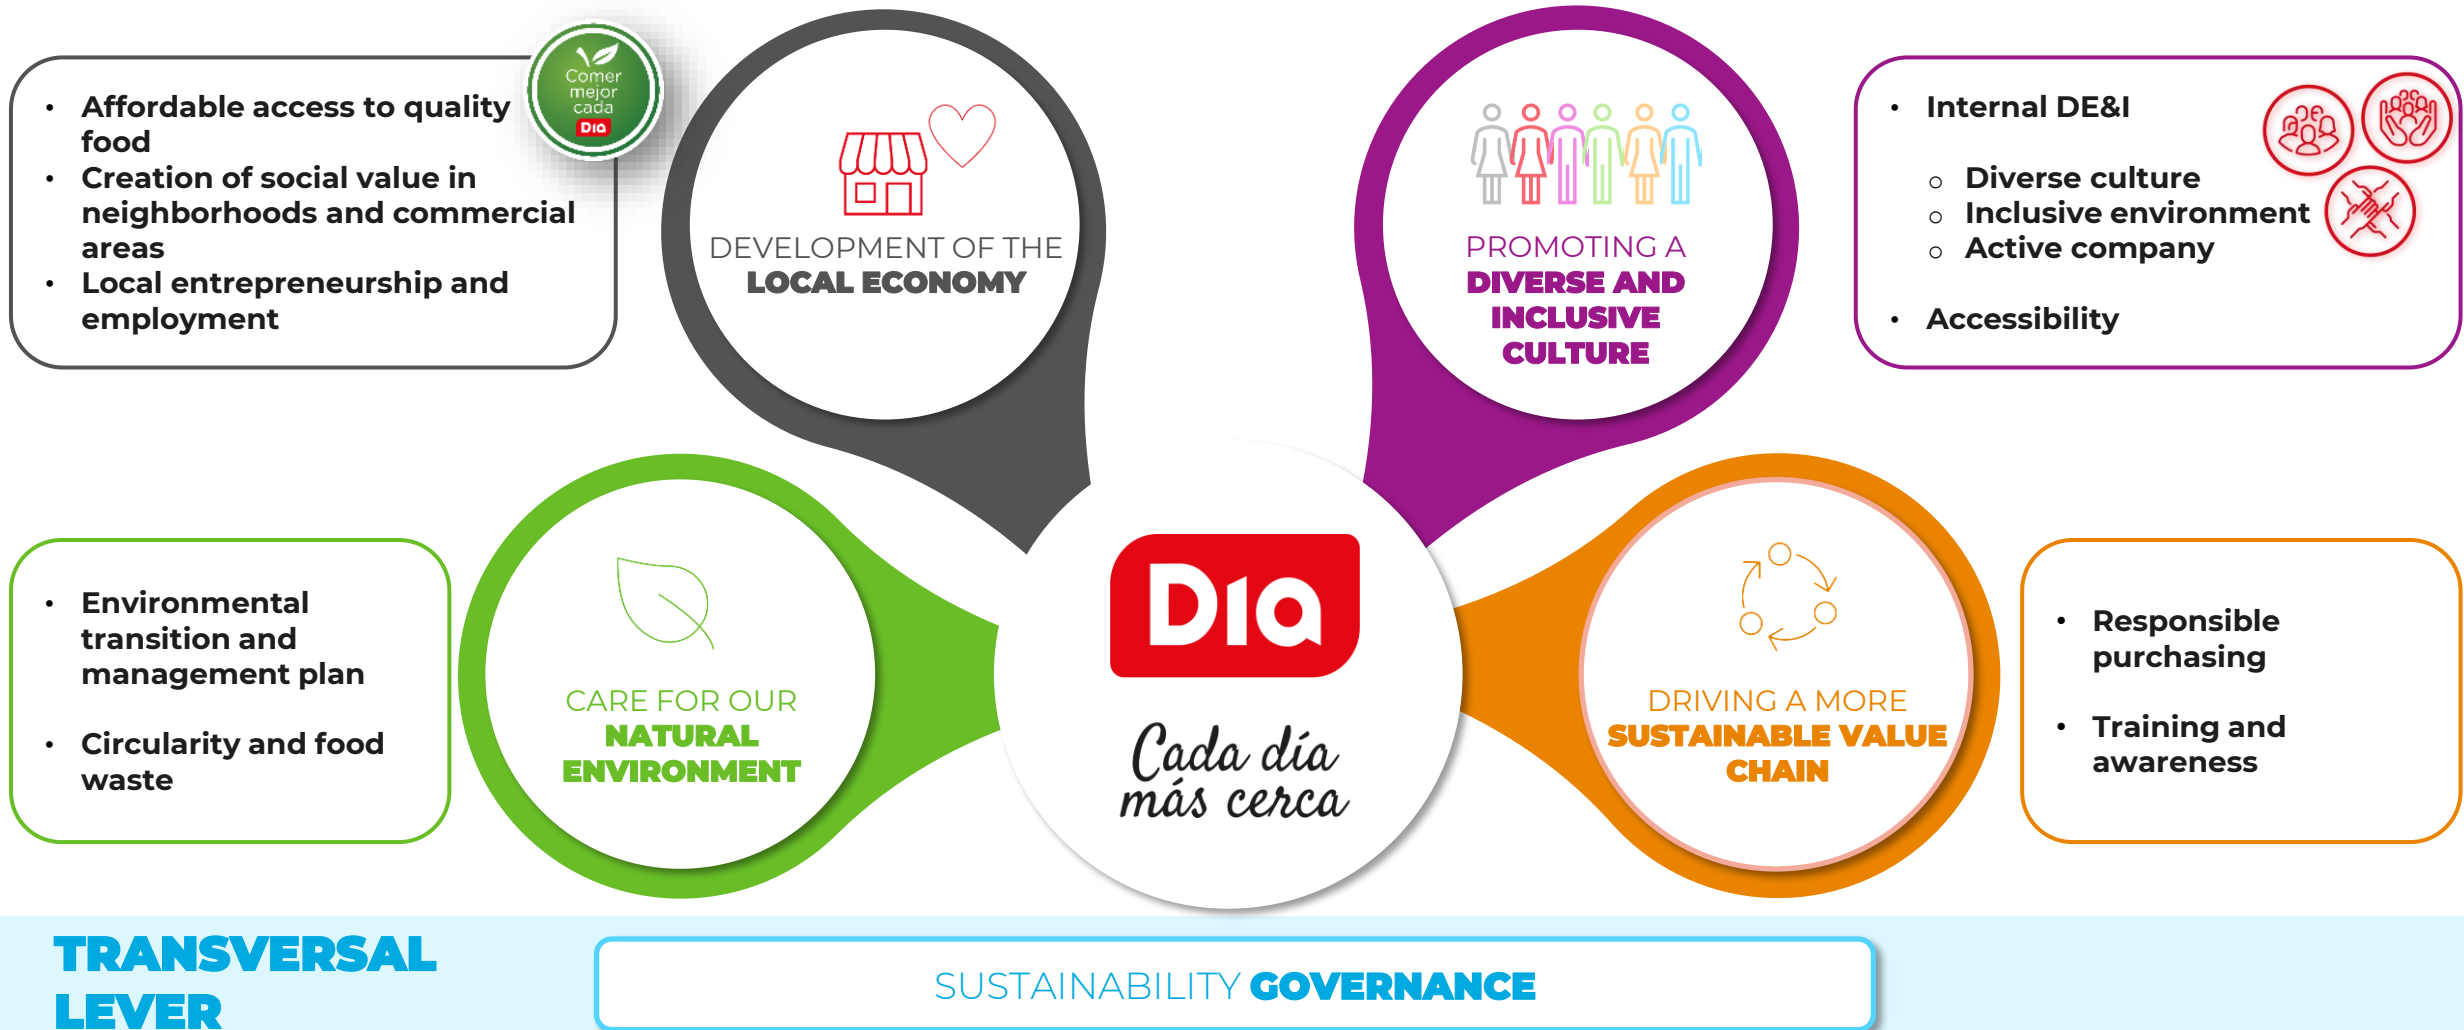 • Affordable access to quality
food
• Creation of social value in
neighborhoods and commercial
areas
• Local entrepreneurship and
employment
Comer
mejor
cada
Dia
DEVELOPMENT OF THE
LOCAL ECONOMY
PROMOTING A
DIVERSE AND
INCLUSIVE
CULTURE
• Internal DE&I
○ Diverse culture
○ Inclusive environment
○ Active company
• Accessibility
• Environmental
transition and
management plan
• Circularity and food
waste
CARE FOR OUR
NATURAL
ENVIRONMENT
Dia
Cada día
más cerca
DRIVING A MORE
SUSTAINABLE VALUE
CHAIN
• Responsible
purchasing
• Training and
awareness
TRANSVERSAL
LEVER
SUSTAINABILITY GOVERNANCE